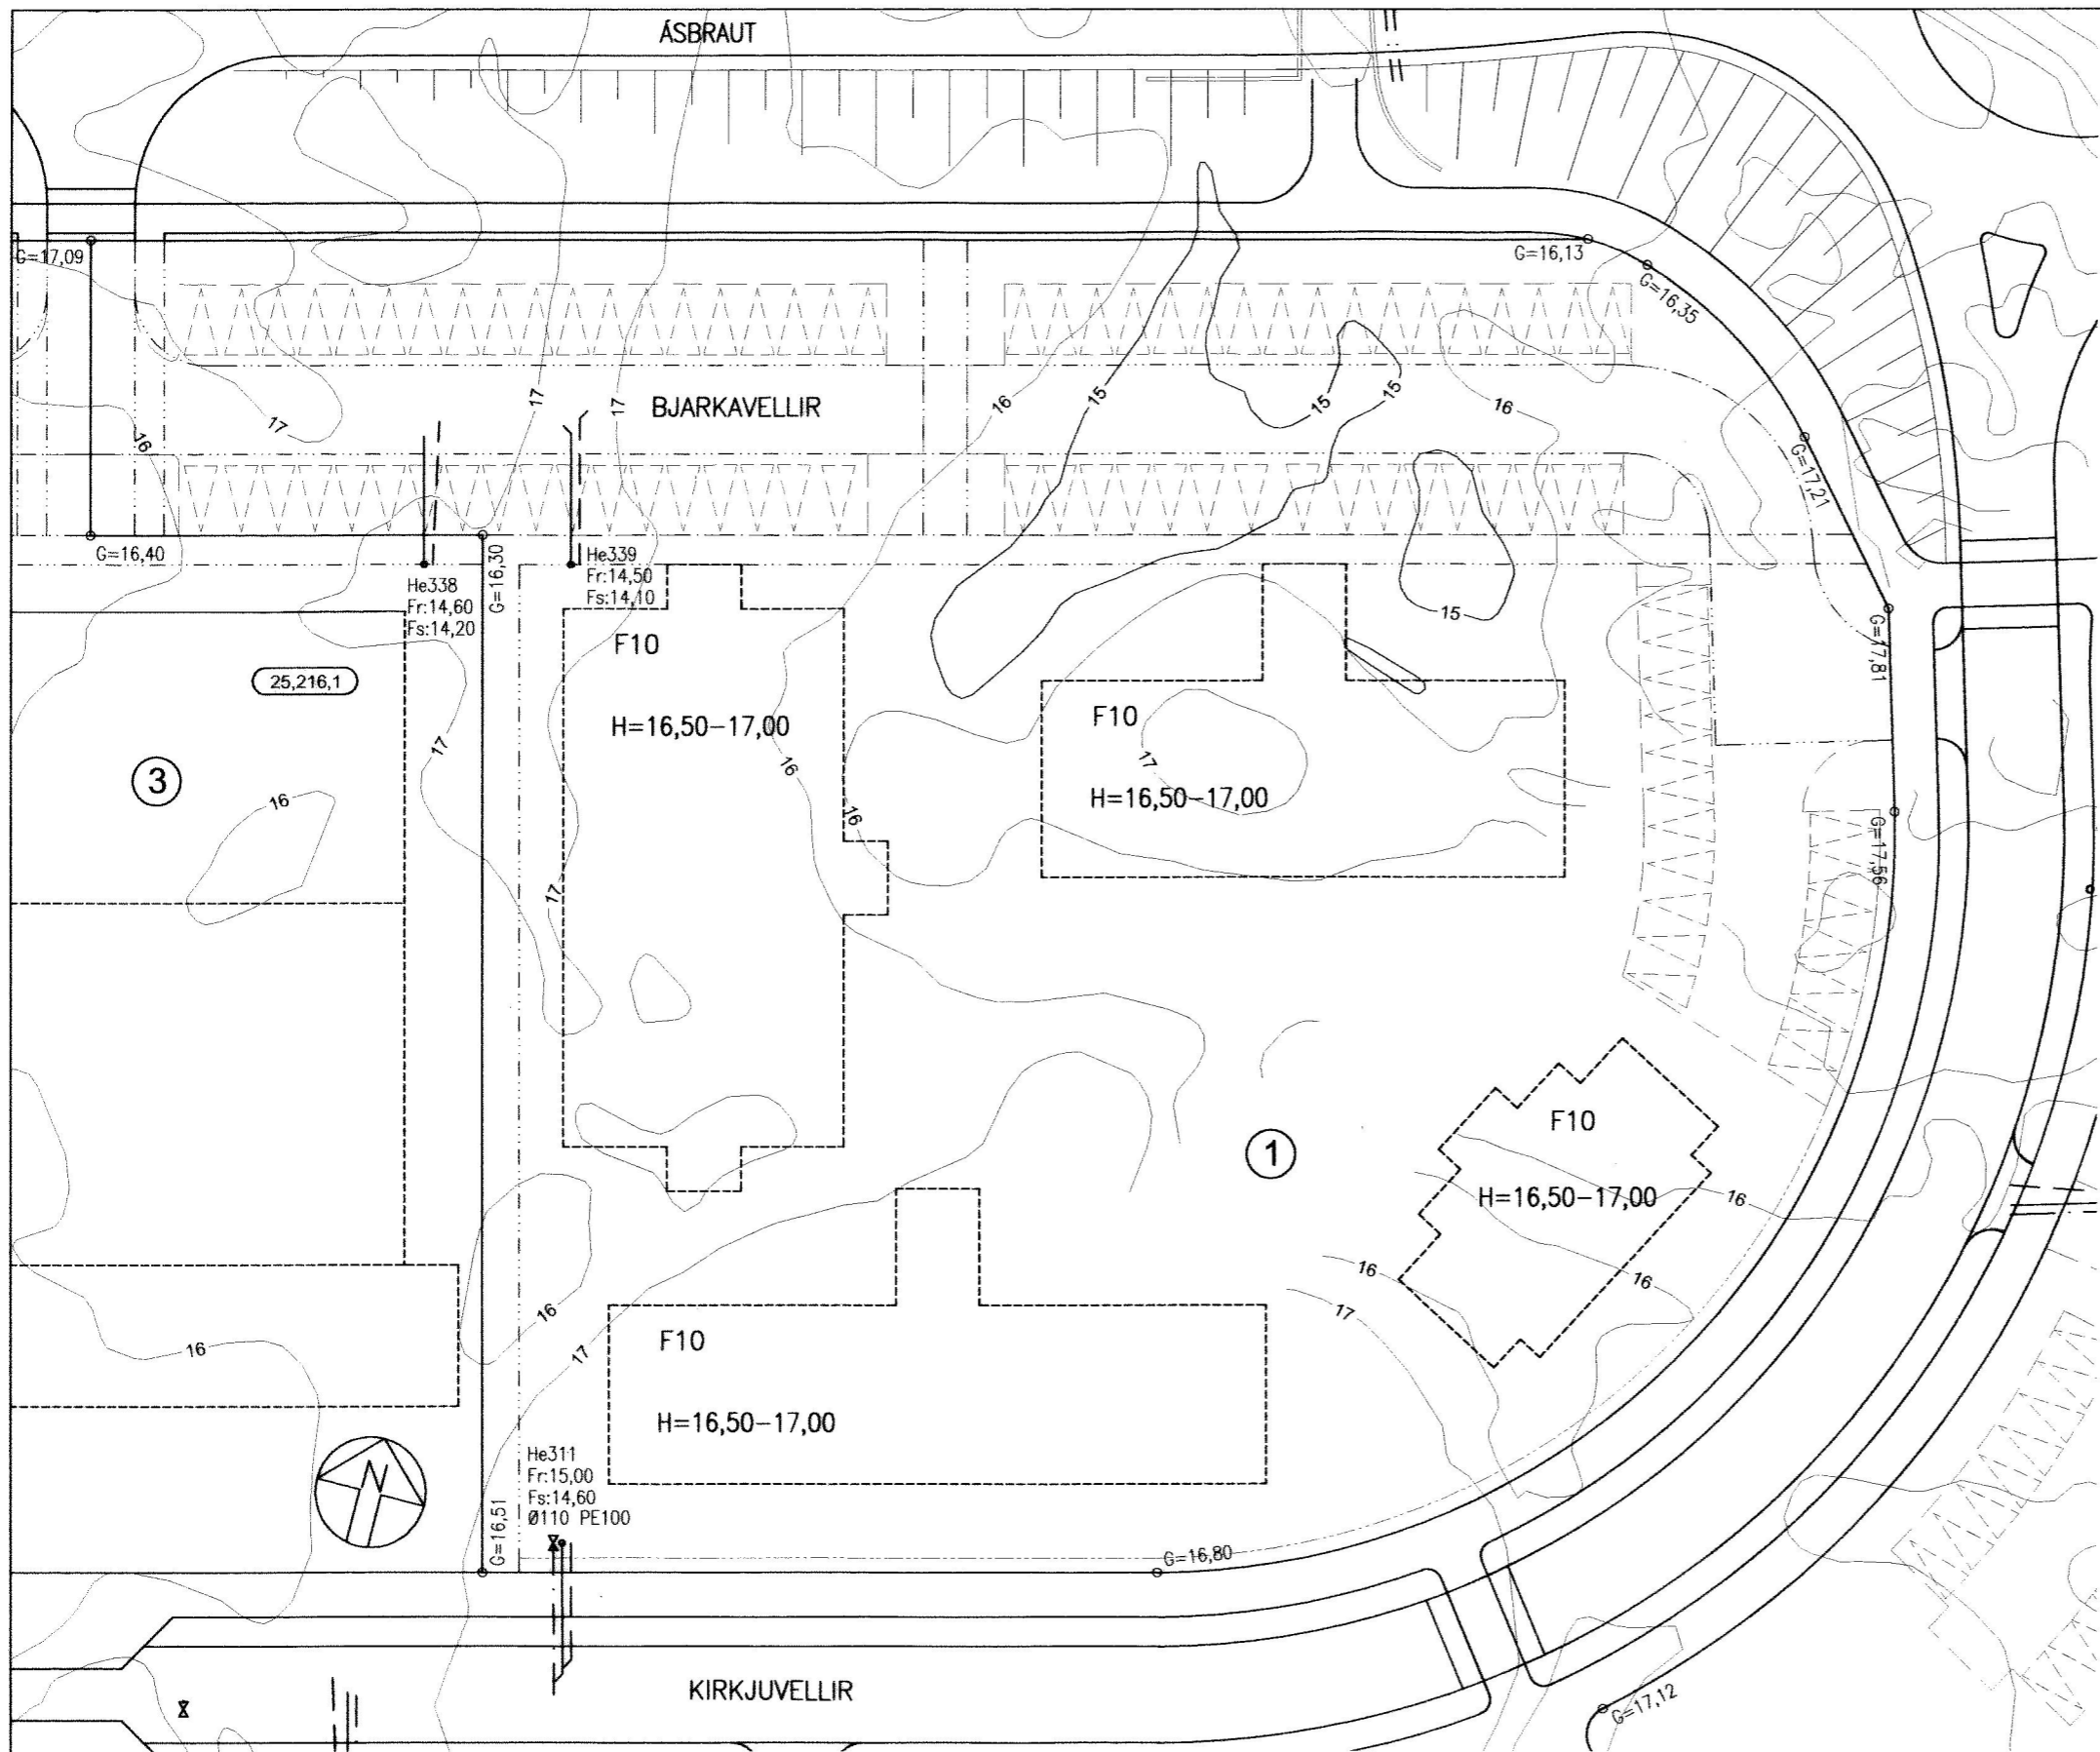 ÁSBRAUT
G=17,09
G=16,13
G=16,35
17
17
17
16
BJARKAVELLIR
16
15
15
15
16
G=17,21
G=16,40
G=16,30
He338
Fr:14,60
Fs:14,20
He339
Fr:14,50
Fs:14,10
15
G=17,81
25,216,1
F10
H=16,50-17,00
F10
H=16,50-17,00
17
17
16
3
16
16
G=17,56
17
1
F10
H=16,50-17,00
16
16
16
17
16
17
16
F10
H=16,50-17,00
N
He311
Fr:15,00
Fs:14,60
Ø110 PE100
G=16,51
G=16,80
KIRKJUVELLIR
G=17,12